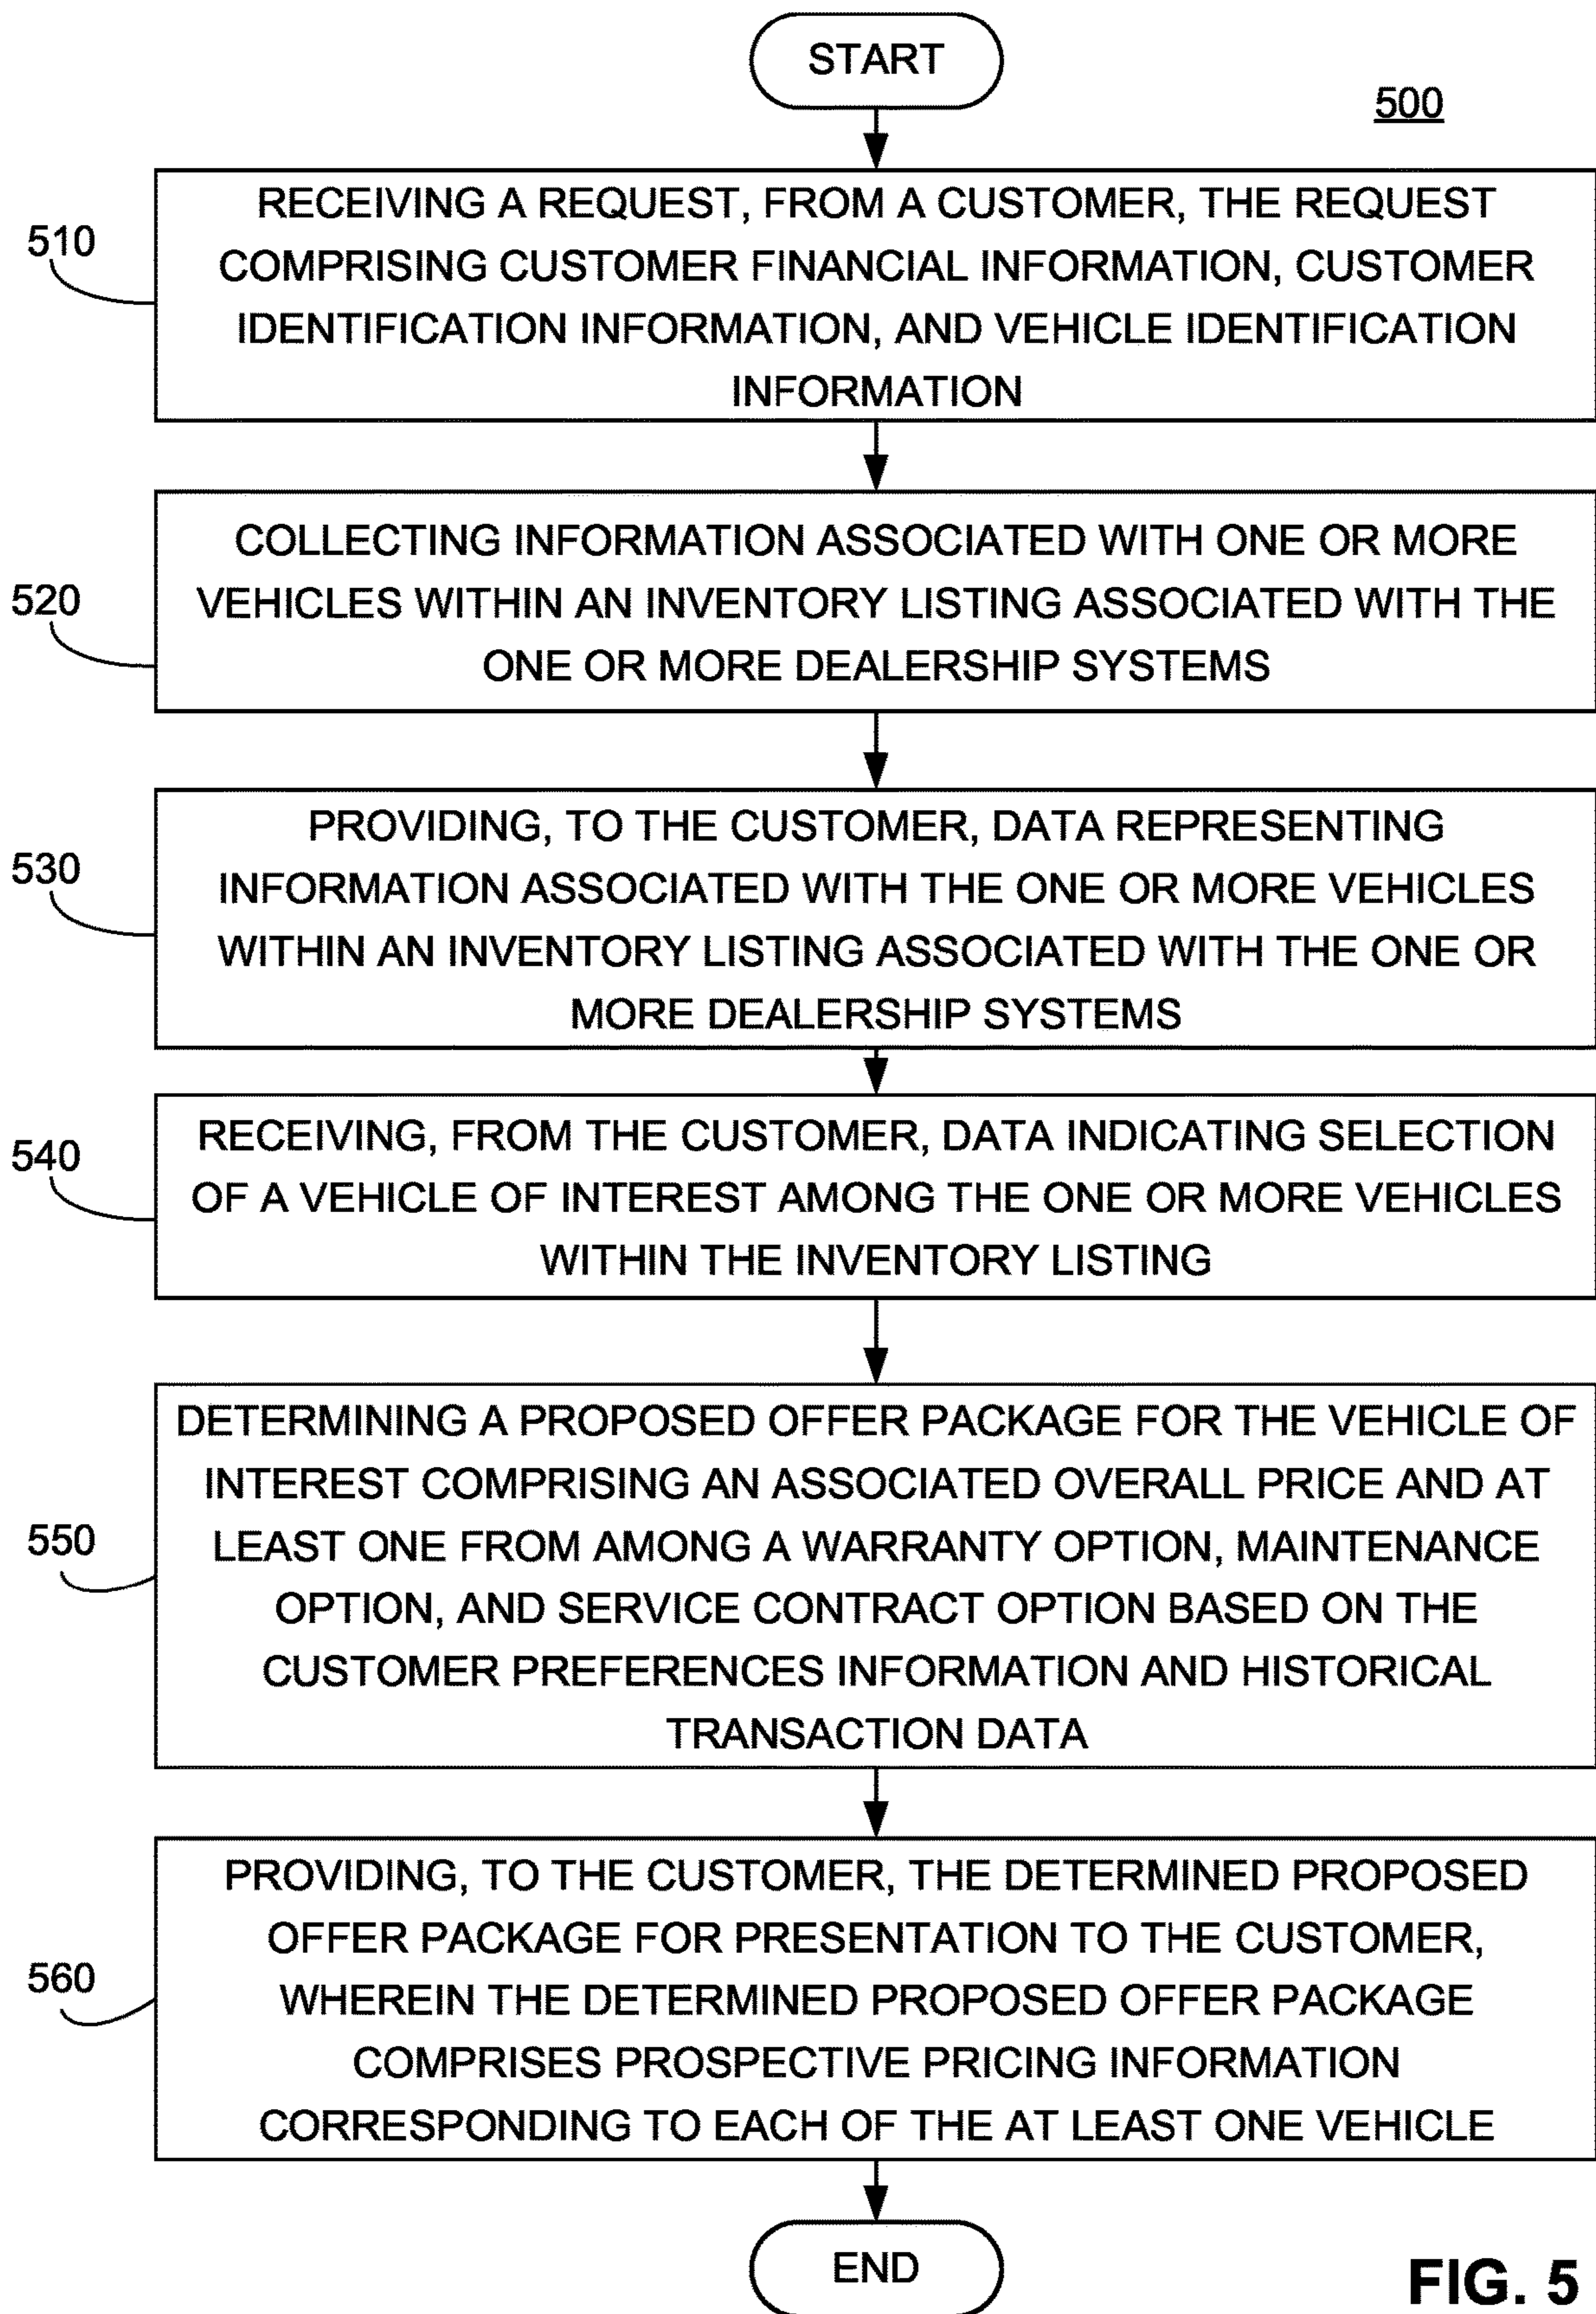 START
500
510
RECEIVING A REQUEST, FROM A CUSTOMER, THE REQUEST
COMPRISING CUSTOMER FINANCIAL INFORMATION, CUSTOMER
IDENTIFICATION INFORMATION, AND VEHICLE IDENTIFICATION
INFORMATION
520
COLLECTING INFORMATION ASSOCIATED WITH ONE OR MORE
VEHICLES WITHIN AN INVENTORY LISTING ASSOCIATED WITH THE
ONE OR MORE DEALERSHIP SYSTEMS
530
PROVIDING, TO THE CUSTOMER, DATA REPRESENTING
INFORMATION ASSOCIATED WITH THE ONE OR MORE VEHICLES
WITHIN AN INVENTORY LISTING ASSOCIATED WITH THE ONE OR
MORE DEALERSHIP SYSTEMS
540
RECEIVING, FROM THE CUSTOMER, DATA INDICATING SELECTION
OF A VEHICLE OF INTEREST AMONG THE ONE OR MORE VEHICLES
WITHIN THE INVENTORY LISTING
550
DETERMINING A PROPOSED OFFER PACKAGE FOR THE VEHICLE OF
INTEREST COMPRISING AN ASSOCIATED OVERALL PRICE AND AT
LEAST ONE FROM AMONG A WARRANTY OPTION, MAINTENANCE
OPTION, AND SERVICE CONTRACT OPTION BASED ON THE
CUSTOMER PREFERENCES INFORMATION AND HISTORICAL
TRANSACTION DATA
560
PROVIDING, TO THE CUSTOMER, THE DETERMINED PROPOSED
OFFER PACKAGE FOR PRESENTATION TO THE CUSTOMER,
WHEREIN THE DETERMINED PROPOSED OFFER PACKAGE
COMPRISES PROSPECTIVE PRICING INFORMATION
CORRESPONDING TO EACH OF THE AT LEAST ONE VEHICLE
END
FIG. 5